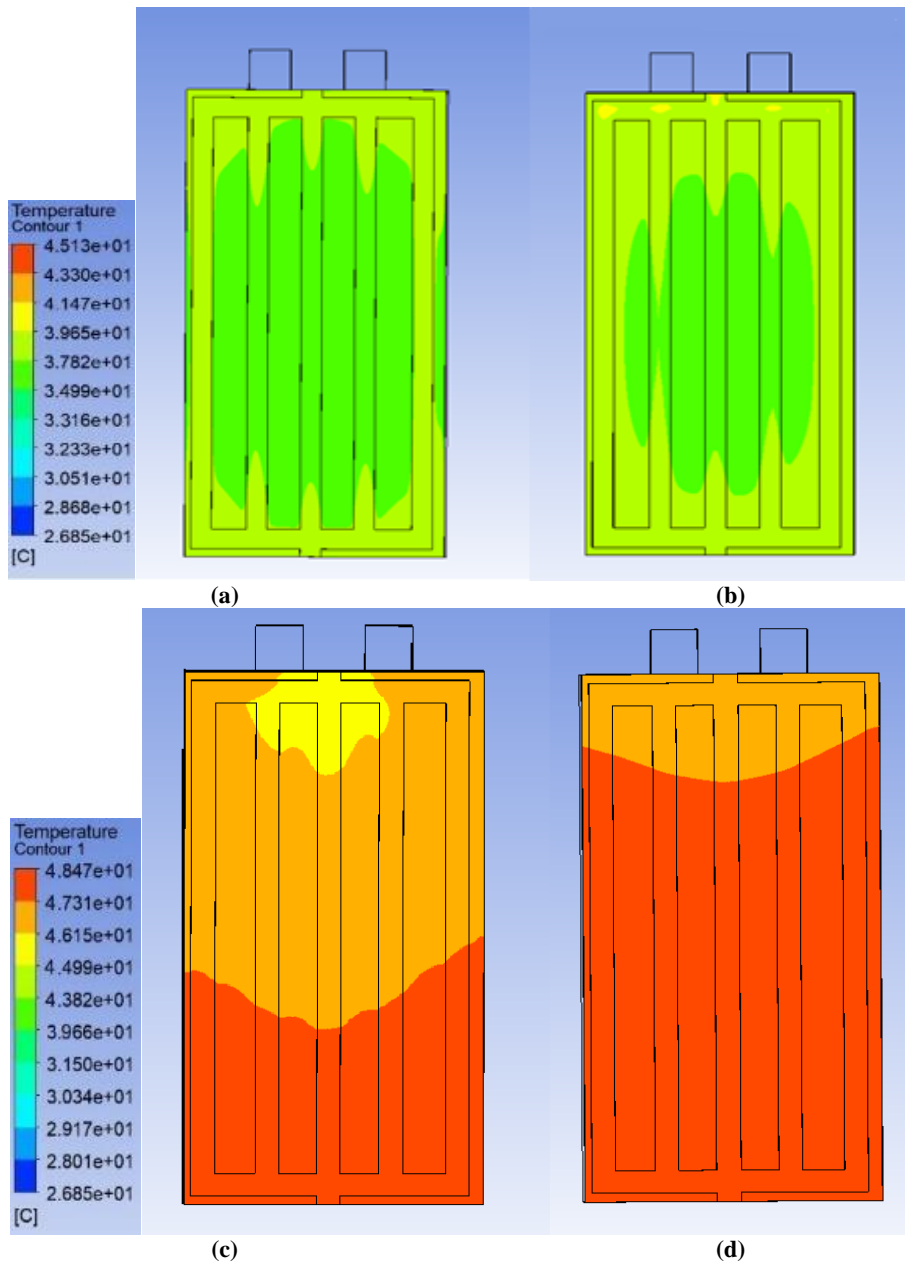 Temperature
Contour 1
4.513e+01
4.330e+01
4.147e+01
3.965e+01
3.782e+01
3.499e+01
3.316e+01
3.233e+01
3.051e+01
2.868e+01
2.685e+01
[C]
(a)
(b)
Temperature
Contour 1
4.847e+01
4.731e+01
4.615e+01
4.499e+01
4.382e+01
3.966e+01
3.150e+01
3.034e+01
2.917e+01
2.801e+01
2.685e+01
[C]
(c)
(d)